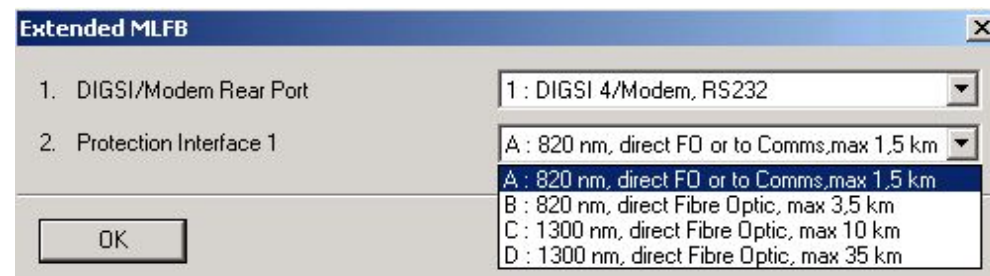 Extended MLFB
1. DIGSI/Modem Rear Port
1 : DIGSI 4/Modem, RS232
2. Protection Interface 1
A : 820 nm, direct FO or to Comms,max 1,5 km
A : 820 nm, direct FO or to Comms,max 1,5 km
B : 820 nm, direct Fibre Optic, max 3,5 km
C : 1300 nm, direct Fibre Optic, max 10 km
D : 1300 nm, direct Fibre Optic, max 35 km
OK